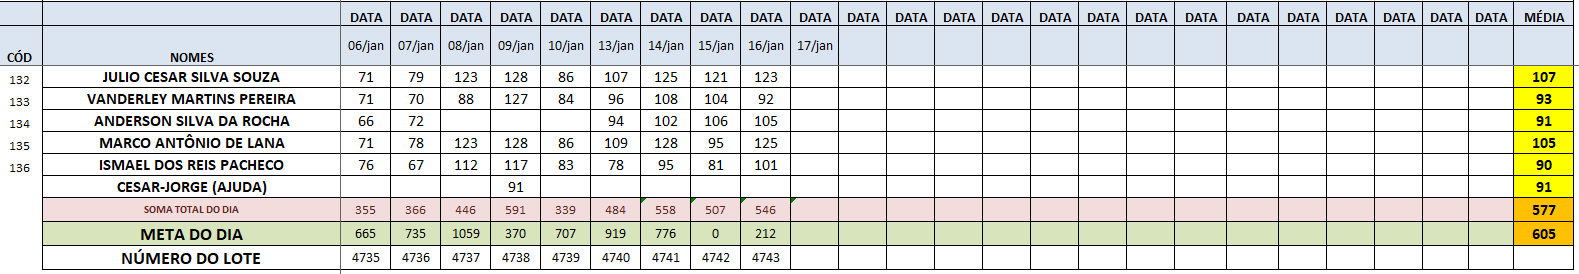 DATA DATA DATA DATA DATA DATA DATA DATA DATA DATA DATA DATA DATA DATA DATA DATA DATA DATA DATA DATA DATA DATA DATA DATA MÉDIA
CÓD NOMES 06/jan 07/jan 08/jan 09/jan 10/jan 13/jan 14/jan 15/jan 16/jan 17/jan
132 JULIO CESAR SILVA SOUZA 71 79 123 128 86 107 125 121 123 107
133 VANDERLEY MARTINS PEREIRA 71 70 88 127 84 96 108 104 92 93
134 ANDERSON SILVA DA ROCHA 66 72 94 102 106 105 91
135 MARCO ANTÔNIO DE LANA 71 78 123 128 86 109 128 95 125 105
136 ISMAEL DOS REIS PACHECO 76 67 112 117 83 78 95 81 101 90
CESAR-JORGE (AJUDA) 91 91
SOMA TOTAL DO DIA 355 366 446 591 339 484 558 507 546 577
META DO DIA 665 735 1059 370 707 919 776 0 212 605
NÚMERO DO LOTE 4735 4736 4737 4738 4739 4740 4741 4742 4743